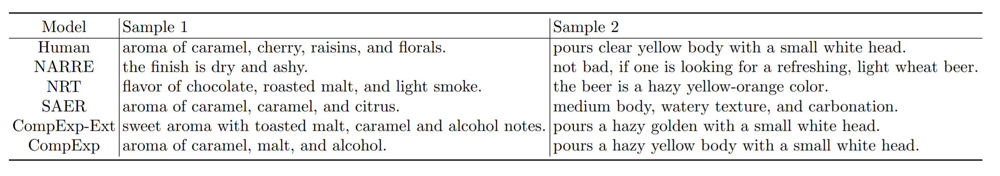 Model Sample 1 Sample 2
Human aroma of caramel, cherry, raisins, and florals. pours clear yellow body with a small white head.
NARRE the finish is dry and ashy. not bad, if one is looking for a refreshing, light wheat beer.
NRT flavor of chocolate, roasted malt, and light smoke. the beer is a hazy yellow-orange color.
SAER aroma of caramel, caramel, and citrus. medium body, watery texture, and carbonation.
CompExp-Ext sweet aroma with toasted malt, caramel and alcohol notes. pours a hazy golden with a small white head.
CompExp aroma of caramel, malt, and alcohol. pours a hazy yellow body with a small white head.